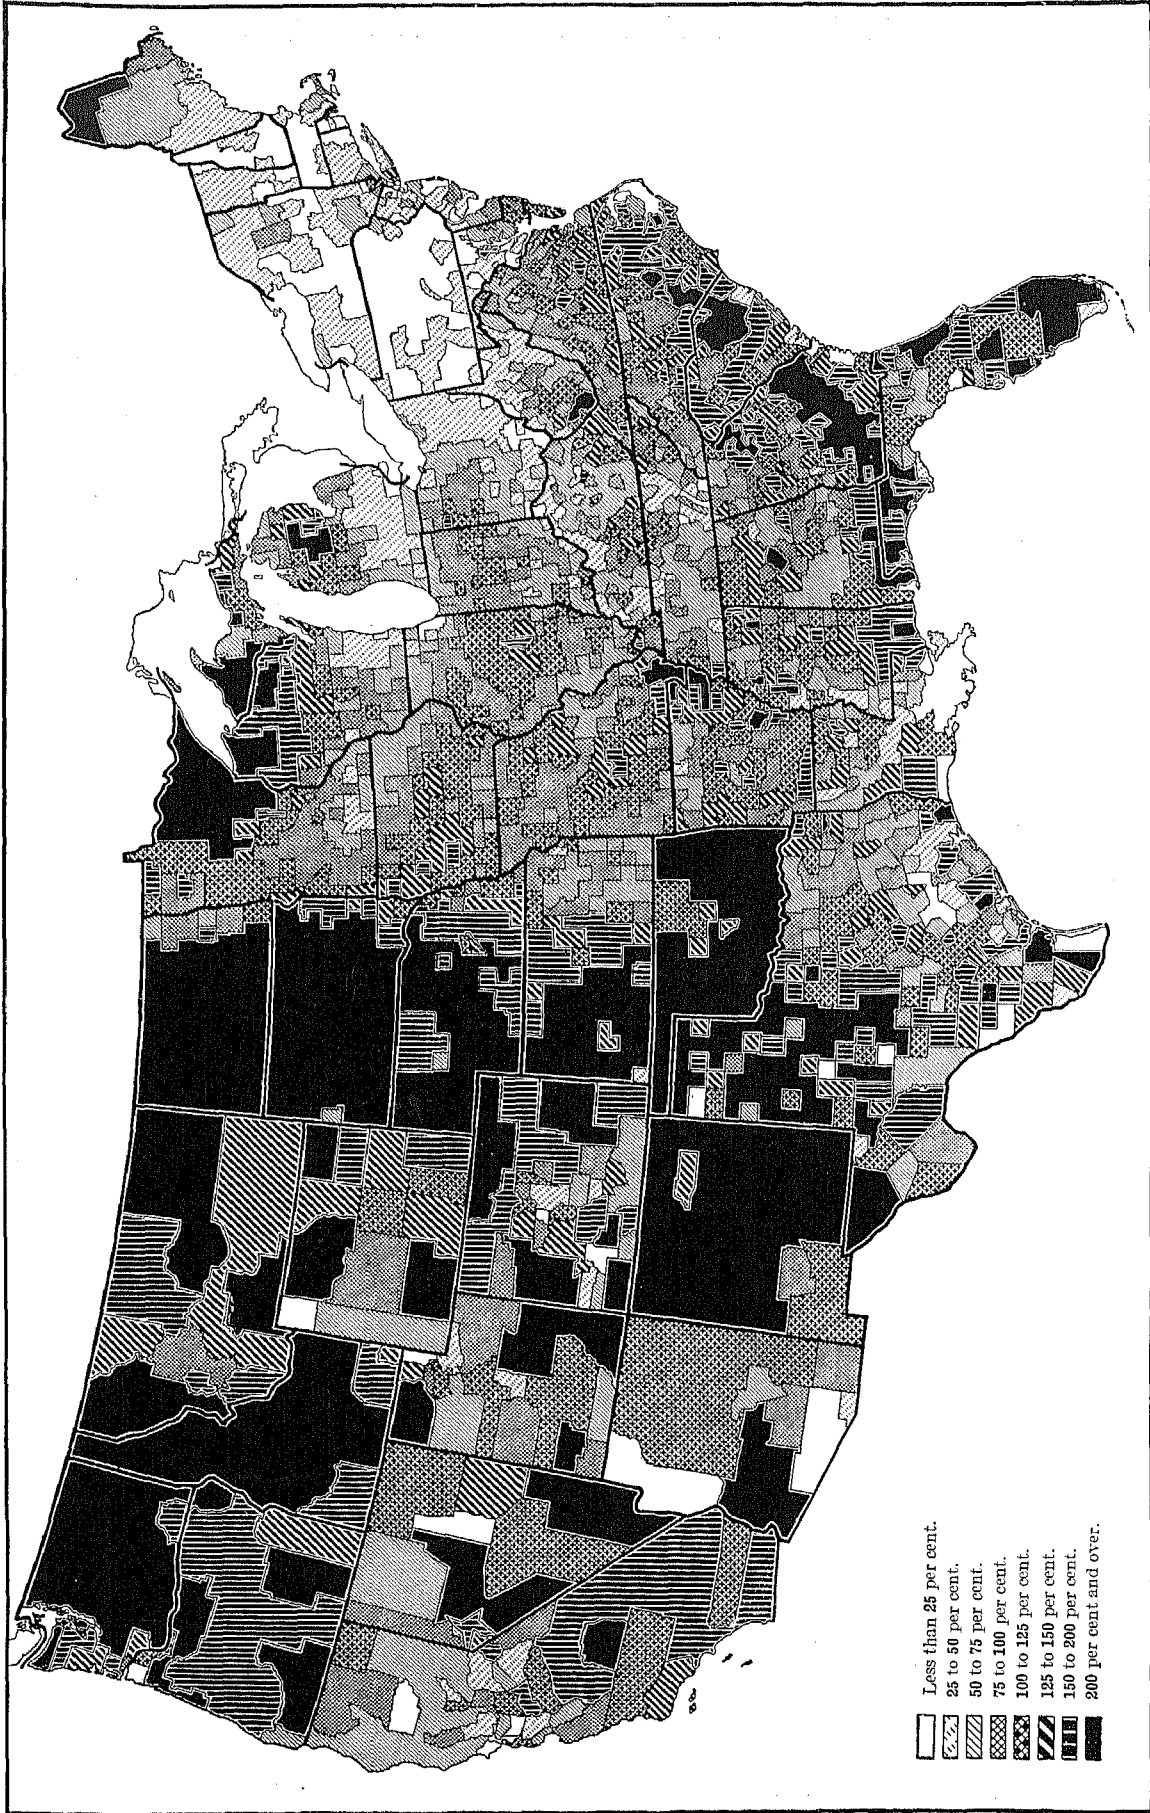 Less than 25 per cent.
25 to 50 per cent.
50 to 75 per cent.
75 to 100 per cent.
100 to 125 per cent.
125 to 150 per cent.
150 to 200 per cent.
200 per cent and over.